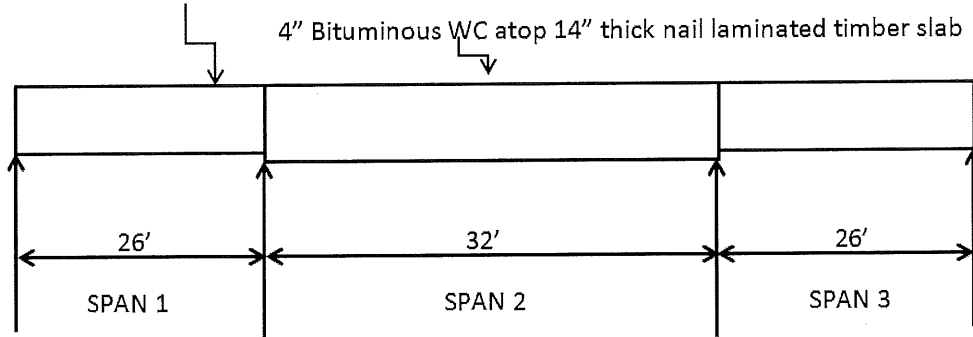 4” Bituminous WC atop 14” thick nail laminated timber slab
26’
32’
26’
SPAN 1
SPAN 2
SPAN 3